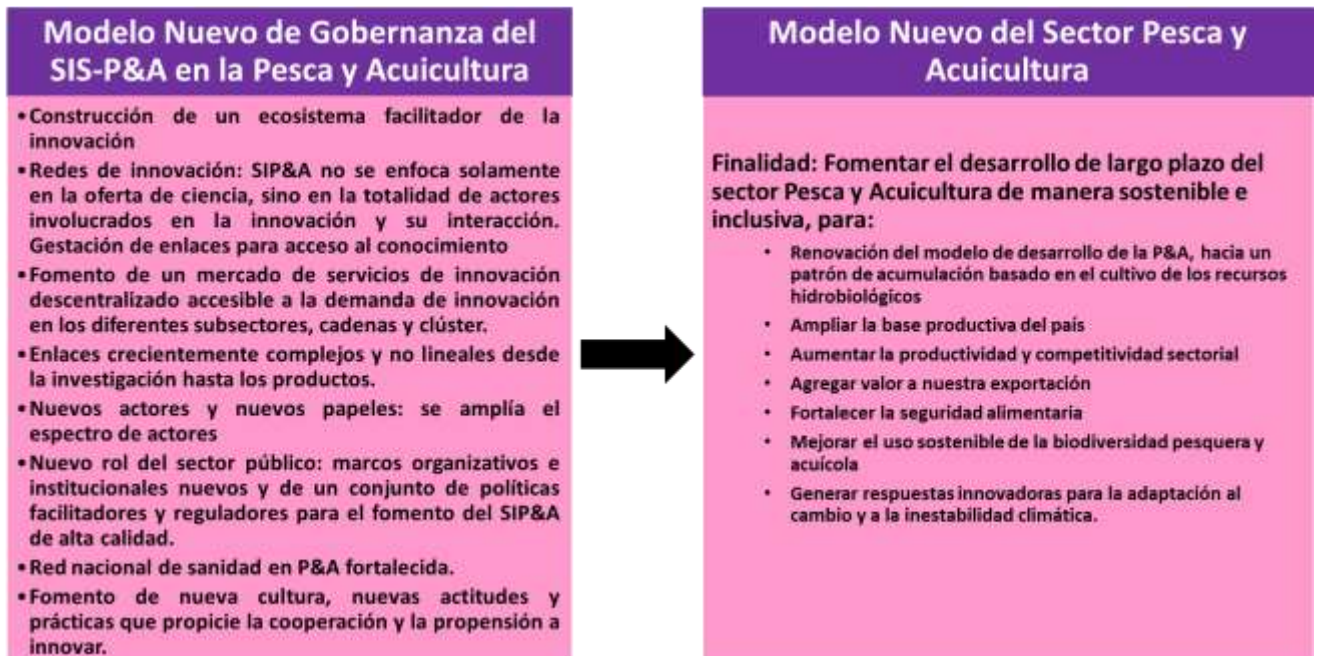 Modelo Nuevo de Gobernanza del
SIS-P&A en la Pesca y Acuicultura
•Construcción de un ecosistema facilitador de la
innovación
•Redes de innovación: SIP&A no se enfoca solamente
en la oferta de ciencia, sino en la totalidad de actores
involucrados en la innovación y su interacción.
Gestación de enlaces para acceso al conocimiento
•Fomento de un mercado de servicios de innovación
descentralizado accesible a la demanda de innovación
en los diferentes subsectores, cadenas y clúster.
•Enlaces crecientemente complejos y no lineales desde
la investigación hasta los productos.
•Nuevos actores y nuevos papeles: se amplía el
espectro de actores
•Nuevo rol del sector público: marcos organizativos e
institucionales nuevos y de un conjunto de políticas
facilitadores y reguladores para el fomento del SIP&A
de alta calidad.
•Red nacional de sanidad en P&A fortalecida.
•Fomento de nueva cultura, nuevas actitudes y
prácticas que propicie la cooperación y la propensión a
innovar.
Modelo Nuevo del Sector Pesca y
Acuicultura
Finalidad: Fomentar el desarrollo de largo plazo del
sector Pesca y Acuicultura de manera sostenible e
inclusiva, para:
• Renovación del modelo de desarrollo de la P&A, hacia un
patrón de acumulación basado en el cultivo de los recursos
hidrobiológicos
• Ampliar la base productiva del país
• Aumentar la productividad y competitividad sectorial
• Agregar valor a nuestra exportación
• Fortalecer la seguridad alimentaria
• Mejorar el uso sostenible de la biodiversidad pesquera y
acuícola
• Generar respuestas innovadoras para la adaptación al
cambio y a la inestabilidad climática.